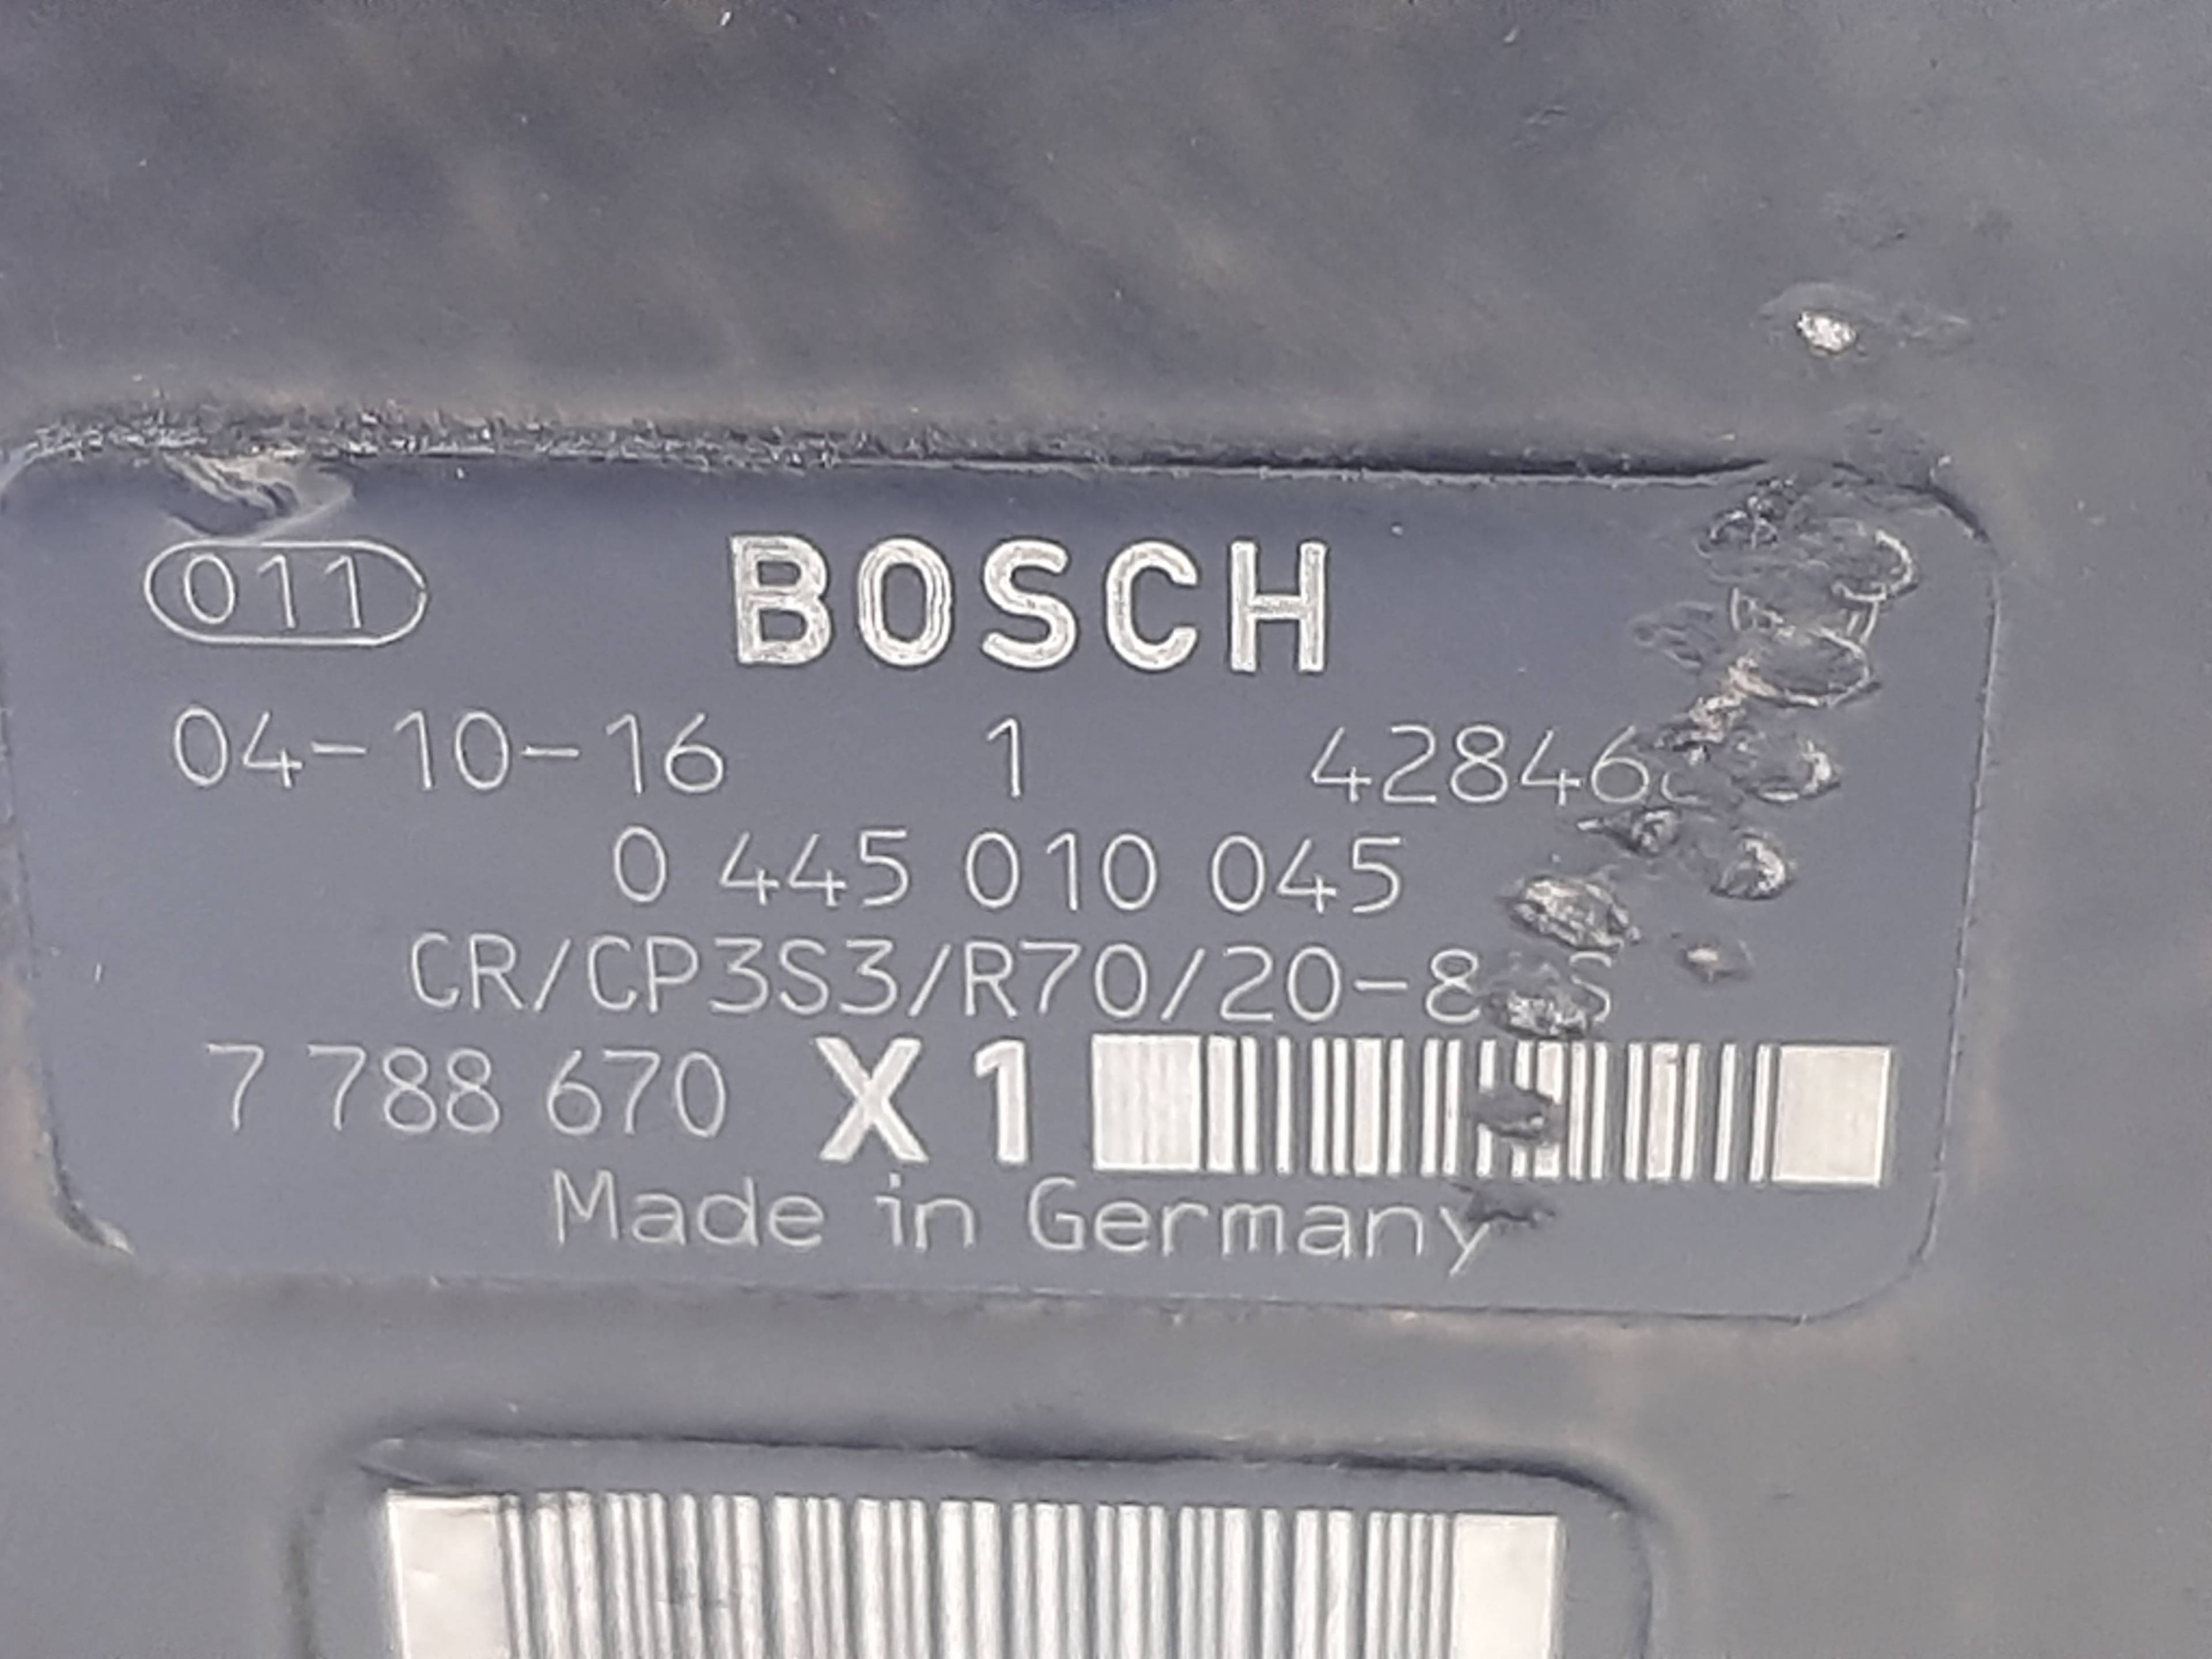 011 BOSCH
04-10-16 1
0 445 010 045
7 788 670 X1
Made in Germany